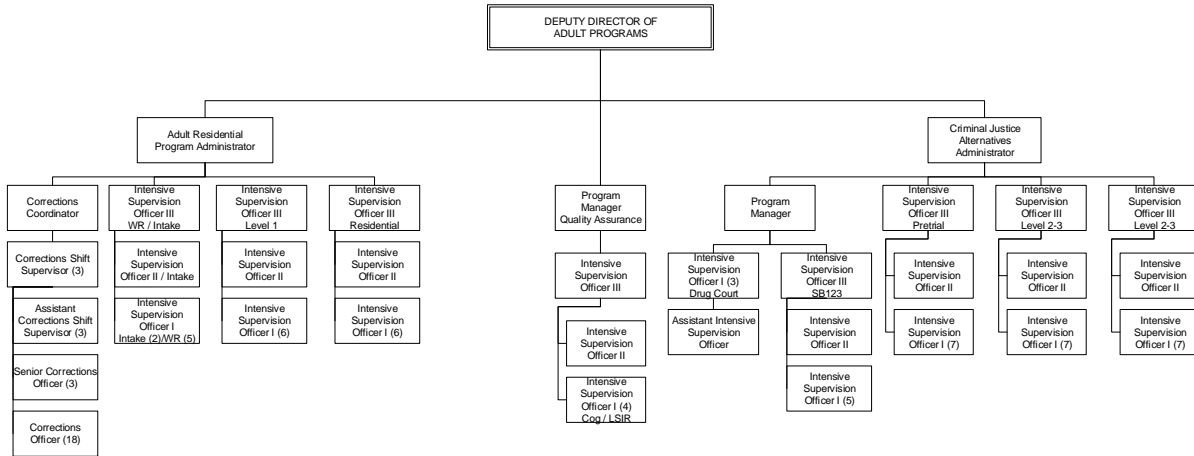 DEPUTY DIRECTOR OF
ADULT PROGRAMS
Adult Residential
Program Administrator
Criminal Justice
Alternatives
Administrator
Corrections
Coordinator
Intensive
Supervision
Officer III
WR / Intake
Intensive
Supervision
Officer III
Level 1
Intensive
Supervision
Officer III
Residential
Program
Manager
Quality Assurance
Program
Manager
Intensive
Supervision
Officer III
Pretrial
Intensive
Supervision
Officer III
Level 2-3
Intensive
Supervision
Officer III
Level 2-3
Corrections Shift
Supervisor (3)
Intensive
Supervision
Officer II / Intake
Intensive
Supervision
Officer II
Intensive
Supervision
Officer II
Intensive
Supervision
Officer III
Intensive
Supervision
Officer I (3)
Drug Court
Intensive
Supervision
Officer III
SB123
Intensive
Supervision
Officer II
Intensive
Supervision
Officer II
Intensive
Supervision
Officer II
Assistant
Corrections Shift
Supervisor (3)
Intensive
Supervision
Officer I
Intake (2)/WR (5)
Intensive
Supervision
Officer I (6)
Intensive
Supervision
Officer I (6)
Intensive
Supervision
Officer II
Assistant Intensive
Supervision
Officer
Intensive
Supervision
Officer II
Intensive
Supervision
Officer I (7)
Intensive
Supervision
Officer I (7)
Intensive
Supervision
Officer I (7)
Senior Corrections
Officer (3)
Intensive
Supervision
Officer I (4)
Cog / LSIR
Intensive
Supervision
Officer I (5)
Corrections
Officer (18)